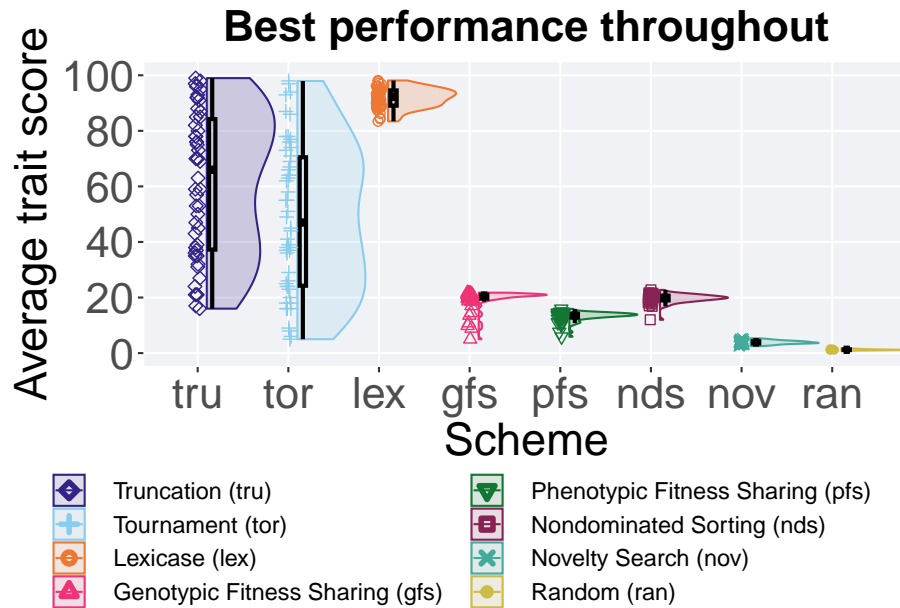 Best performance throughout
Average trait score
100
80
60
40
20
0
tru tor lex gfs pfs nds nov ran
Scheme
Truncation (tru)
Tournament (tor)
Lexicase (lex)
Genotypic Fitness Sharing (gfs)
Phenotypic Fitness Sharing (pfs)
Nondominated Sorting (nds)
Novelty Search (nov)
Random (ran)